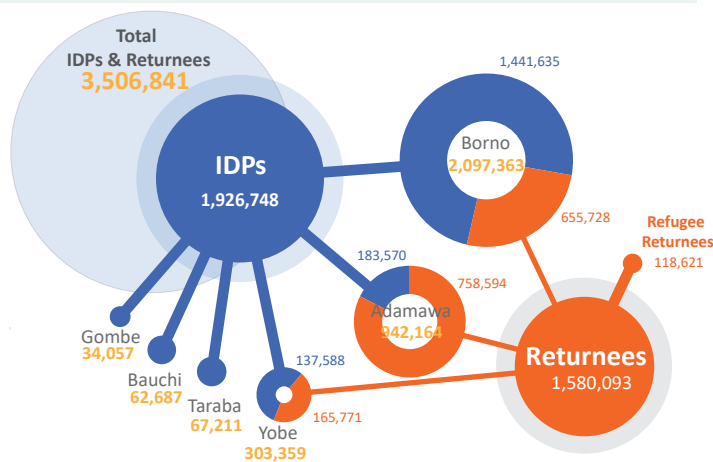 Total
IDPs & Returnees
3,506,841
IDPs
1,926,748
1,441,635
Borno
2,097,363
655,728
Refugee
Returnees
118,621
183,570
758,594
Adamawa
942,164
Gombe
34,057
Bauchi
62,687
Taraba
67,211
137,588
165,771
Yobe
303,359
Returnees
1,580,093